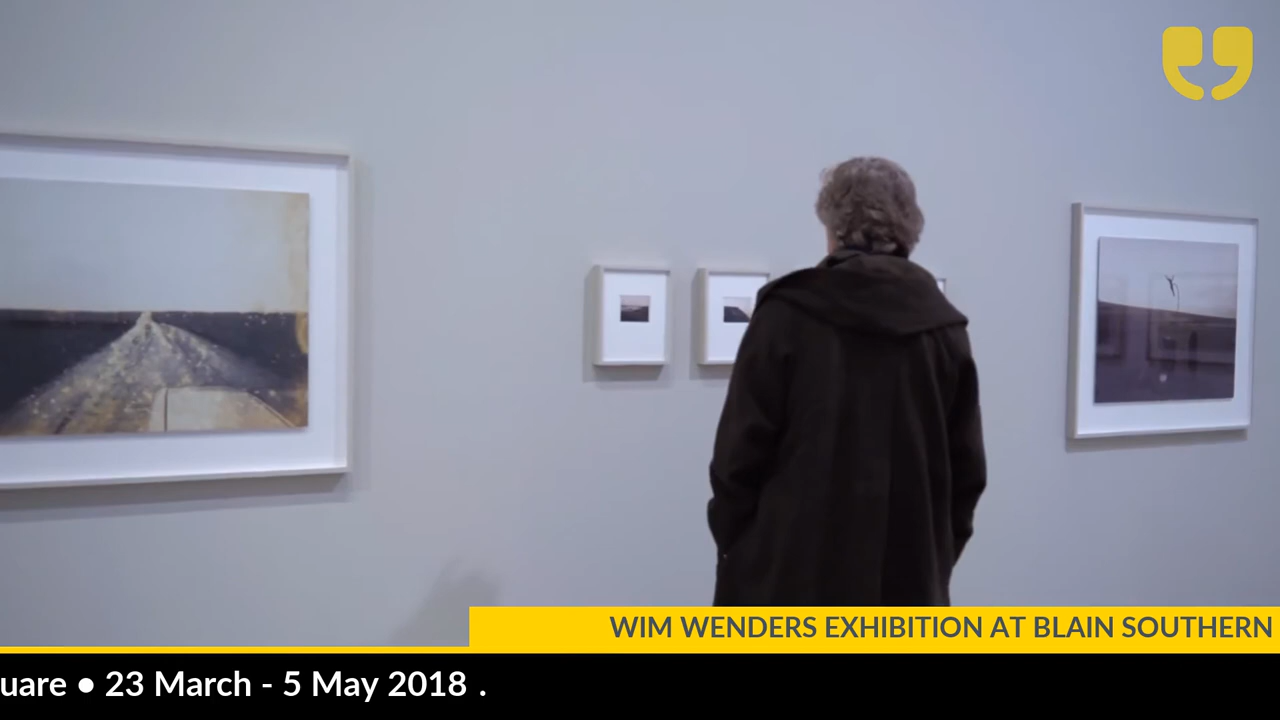 WIM WENDERS EXHIBITION AT BLAIN SOUTHERN
uare • 23 March - 5 May 2018 .